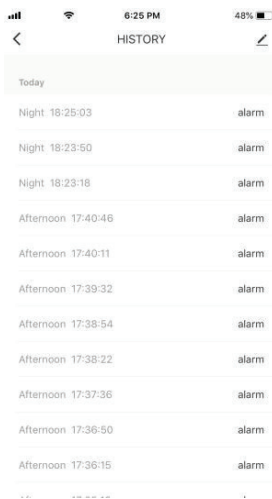 6:25 PM 48%
HISTORY
Today
Night 18:25:03 alarm
Night 18:23:50 alarm
Night 18:23:18 alarm
Afternoon 17:40:46 alarm
Afternoon 17:40:11 alarm
Afternoon 17:39:32 alarm
Afternoon 17:38:54 alarm
Afternoon 17:38:22 alarm
Afternoon 17:37:36 alarm
Afternoon 17:36:50 alarm
Afternoon 17:36:15 alarm